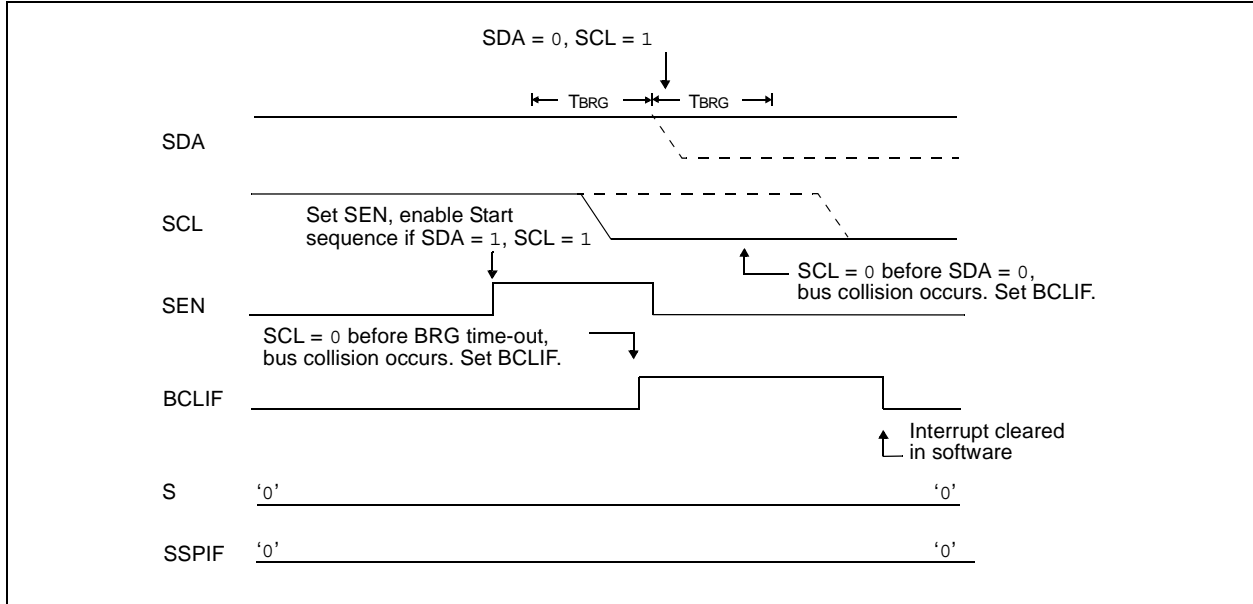 SDA = 0, SCL = 1
TBRG TBRG
SDA
SCL
Set SEN, enable Start
sequence if SDA = 1, SCL = 1
SCL = 0 before SDA = 0,
bus collision occurs. Set BCLIF.
SEN
SCL = 0 before BRG time-out,
bus collision occurs. Set BCLIF.
BCLIF
Interrupt cleared
in software
S ‘0’ ‘0’
SSPIF ‘0’ ‘0’